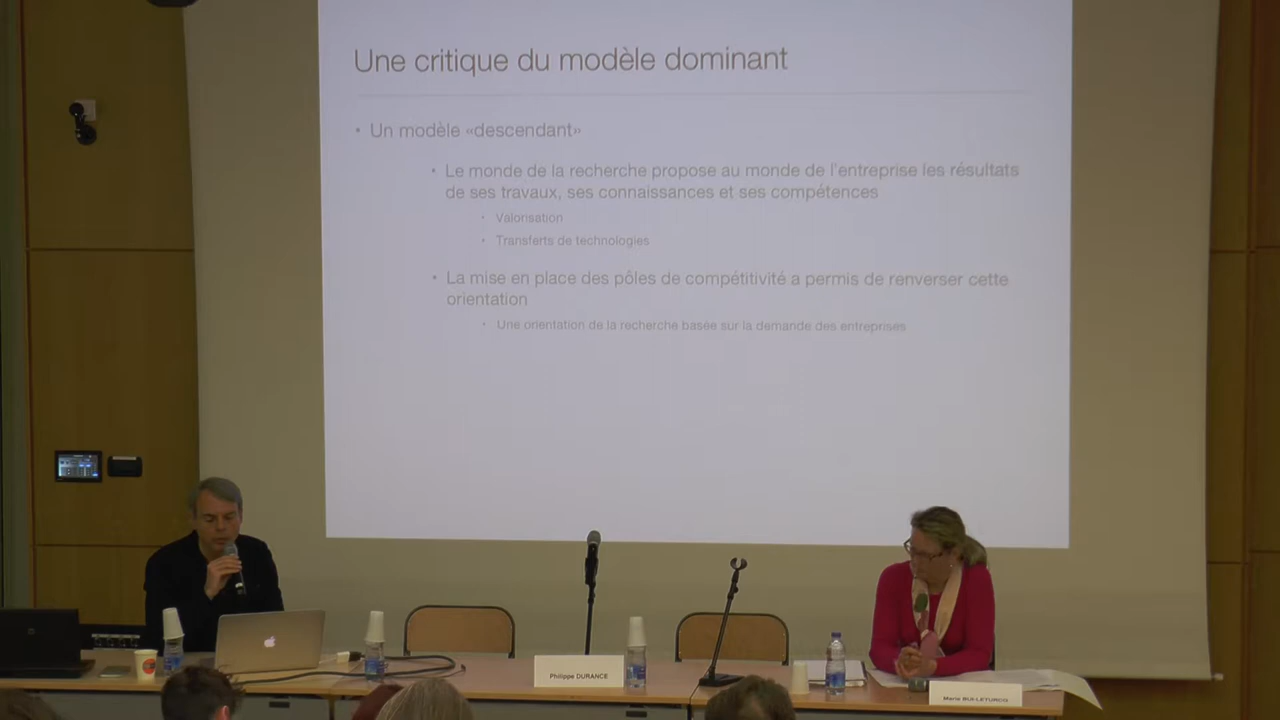 Une critique du modèle dominant
• Un modèle «descendant»
• Le monde de la recherche propose au monde de l'entreprise les résultats
de ses travaux, ses connaissances et ses compétences
• Valorisation
• Transferts de technologies
• La mise en place des pôles de compétitivité a permis de renverser cette
orientation
• Une orientation de la recherche basée sur la demande des entreprises
Philippe DURANCE
Marie